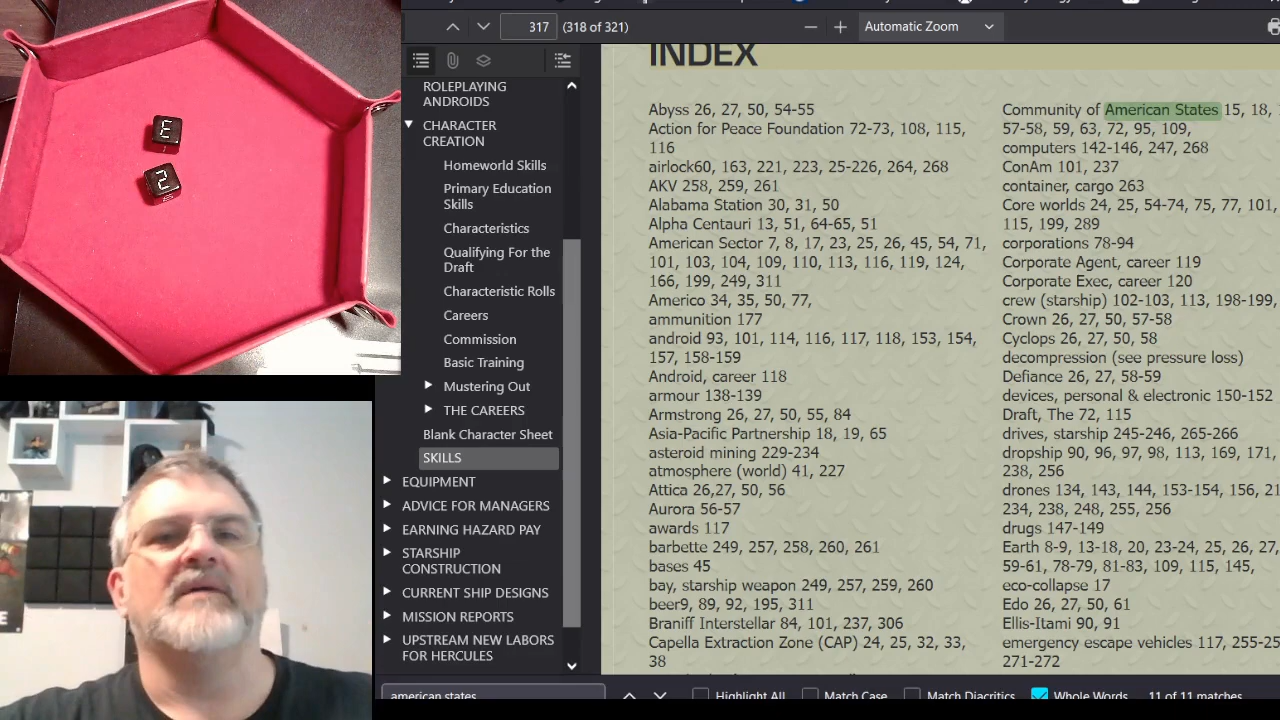 317 (318 of 321)
Automatic Zoom
ROLEPLAYING
ANDROIDS
CHARACTER
CREATION
Homeworld Skills
Primary Education
Skills
Characteristics
Qualifying For the
Draft
Characteristic Rolls
Careers
Commission
Basic Training
Mustering Out
THE CAREERS
Blank Character Sheet
SKILLS
EQUIPMENT
ADVICE FOR MANAGERS
EARNING HAZARD PAY
STARSHIP
CONSTRUCTION
CURRENT SHIP DESIGNS
MISSION REPORTS
UPSTREAM NEW LABORS
FOR HERCULES
INDEX
Abyss 26, 27, 50, 54-55
Action for Peace Foundation 72-73, 108, 115,
116
airlock60, 163, 221, 223, 25-226, 264, 268
AKV 258, 259, 261
Alabama Station 30, 31, 50
Alpha Centauri 13, 51, 64-65, 51
American Sector 7, 8, 17, 23, 25, 26, 45, 54, 71,
101, 103, 104, 109, 110, 113, 116, 119, 124,
166, 199, 249, 311
Americo 34, 35, 50, 77,
ammunition 177
android 93, 101, 114, 116, 117, 118, 153, 154,
157, 158-159
Android, career 118
armour 138-139
Armstrong 26, 27, 50, 55, 84
Asia-Pacific Partnership 18, 19, 65
asteroid mining 229-234
atmosphere (world) 41, 227
Attica 26,27, 50, 56
Aurora 56-57
awards 117
barbette 249, 257, 258, 260, 261
bases 45
bay, starship weapon 249, 257, 259, 260
beer9, 89, 92, 195, 311
Braniff Interstellar 84, 101, 237, 306
Capella Extraction Zone (CAP) 24, 25, 32, 33,
38
Community of American States 15, 18,
57-58, 59, 63, 72, 95, 109,
computers 142-146, 247, 268
ConAm 101, 237
container, cargo 263
Core worlds 24, 25, 54-74, 75, 77, 101,
115, 199, 289
corporations 78-94
Corporate Agent, career 119
Corporate Exec, career 120
crew (starship) 102-103, 113, 198-199,
Crown 26, 27, 50, 57-58
Cyclops 26, 27, 50, 58
decompression (see pressure loss)
Defiance 26, 27, 58-59
devices, personal & electronic 150-152
Draft, The 72, 115
drives, starship 245-246, 265-266
dropship 90, 96, 97, 98, 113, 169, 171,
238, 256
drones 134, 143, 144, 153-154, 156, 21
234, 238, 248, 255, 256
drugs 147-149
Earth 8-9, 13-18, 20, 23-24, 25, 26, 27,
59-61, 78-79, 81-83, 109, 115, 145,
eco-collapse 17
Edo 26, 27, 50, 61
Ellis-Itami 90, 91
emergency escape vehicles 117, 255-25
271-272
american states
Highlight All Match Case Match Diacritics Whole Words 11 of 11 matches